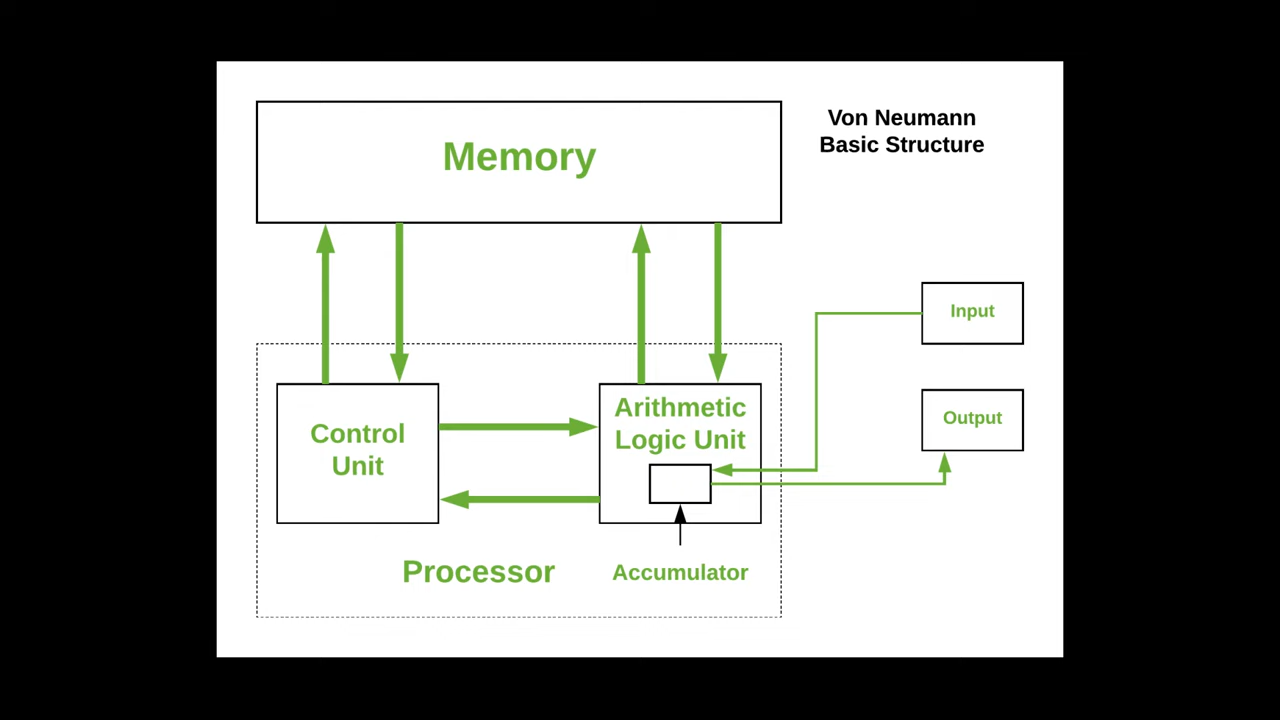 Memory
Von Neumann
Basic Structure
Input
Output
Control
Unit
Arithmetic
Logic Unit
Processor
Accumulator